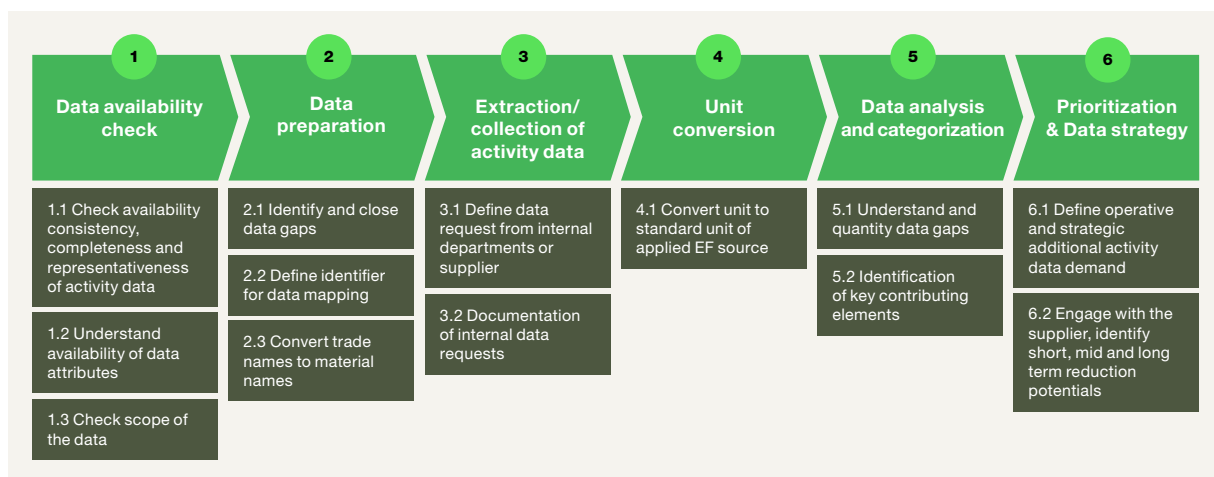 1
Data availability
check
1.1 Check availability
consistency,
completeness and
representativeness
of activity data
1.2 Understand
availability of data
attributes
1.3 Check scope of
the data
2
Data
preparation
2.1 Identify and close
data gaps
2.2 Define identifier
for data mapping
2.3 Convert trade
names to material
names
3
Extraction/
collection of
activity data
3.1 Define data
request from internal
departments or
supplier
3.2 Documentation
of internal data
requests
4
Unit
conversion
4.1 Convert unit to
standard unit of
applied EF source
5
Data analysis
and categorization
5.1 Understand and
quantity data gaps
5.2 Identification
of key contributing
elements
6
Prioritization
& Data strategy
6.1 Define operative
and strategic
additional activity
data demand
6.2 Engage with the
supplier, identify
short, mid and long
term reduction
potentials